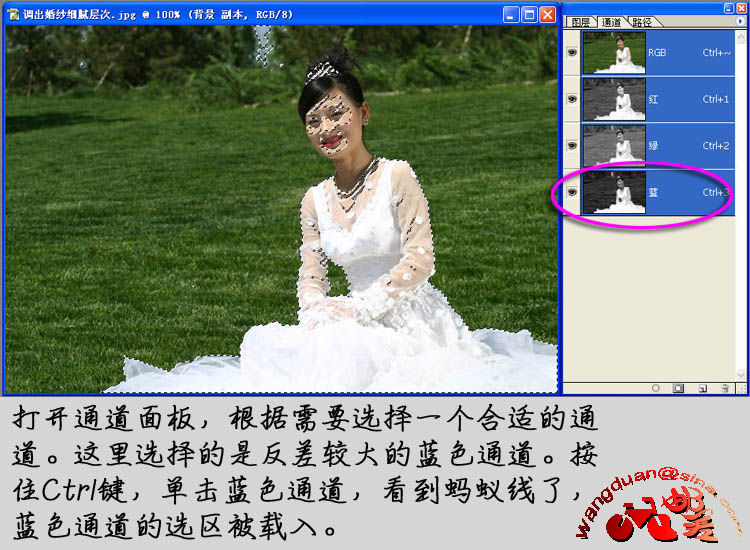 调出婚纱细腻层次.jpg @ 100% (背景 副本, RGB/8)
图层 通道 路径
RGB Ctrl+~
红 Ctrl+1
绿 Ctrl+2
蓝 Ctrl+3
打开通道面板，根据需要选择一个合适的通
道。这里选择的是反差较大的蓝色通道。按
住Ctrl键，单击蓝色通道，看到蚂蚁线了，
蓝色通道的选区被载入。
wangduan@sina.com